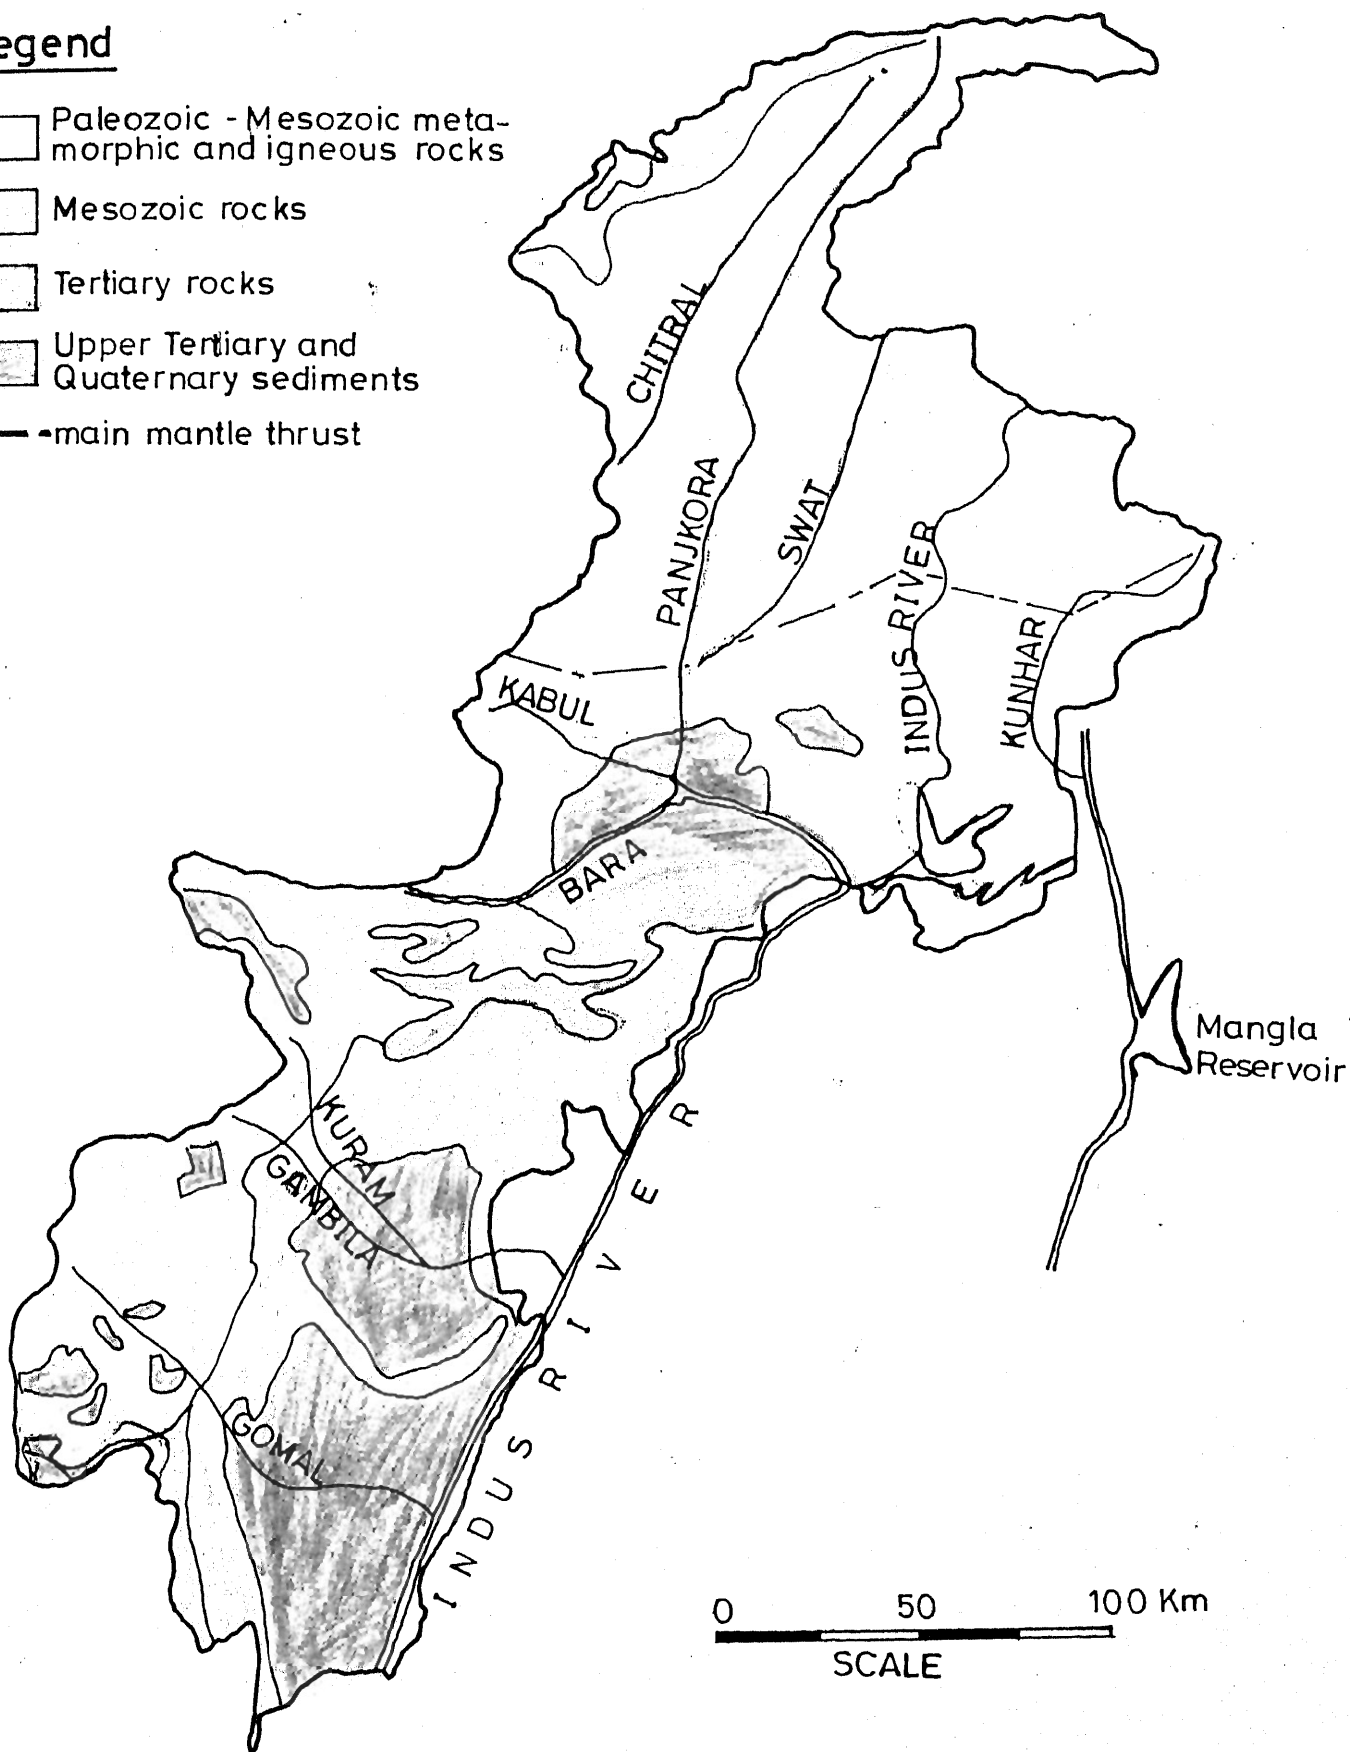 egend
Paleozoic - Mesozoic meta-
morphic and igneous rocks
Mesozoic rocks
Tertiary rocks
Upper Tertiary and
Quaternary sediments
main mantle thrust
CHITRAL
PANJKORA
SWAT
INDUS RIVER
KUNHAR
KABUL
BARA
Mangla
Reservoir
KURAM
GAMBILA
GOMAL
INDUS RIVER
0 50 100 Km
SCALE